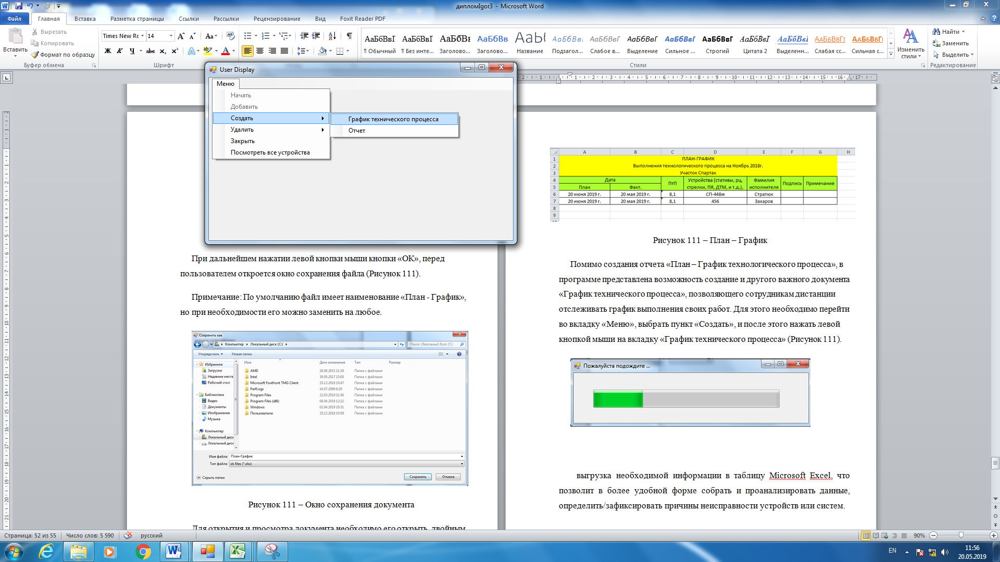 дипломIgor3 - Microsoft Word
Файл Главная Вставка Разметка страницы Ссылки Рассылки Рецензирование Вид Foxit Reader PDF
Вставить
Вырезать
Копировать
Формат по образцу
Буфер обмена
Times New Rc 14
Шрифт
АаБбВвГ АаБбВвГ АаБбВв АаБбВв АаБб АаБбВв АаБбВвГ АаБбВвГ АаБбВвГ АаБбВвГ АаБбВвГ АаБбВвГ АаБбВвГг АаБбВвГг
¶ Обычный ¶ Без инте... Заголово... Заголово... Название Подзагол... Слабое в... Выделение Сильное ... Строгий Цитата 2 Выделенн... Слабая сс... Сильная с...
Стили
Изменить стили
Найти
Заменить
Выделить
Редактирование
User Display
Меню
Начать
Добавить
Создать
Удалить
Закрыть
Посмотреть все устройства
График технического процесса
Отчет
При дальнейшем нажатии левой кнопки мыши кнопки «ОК», перед
пользователем откроется окно сохранения файла (Рисунок 111).
Примечание: По умолчанию файл имеет наименование «План - График»,
но при необходимости его можно заменить на любое.
Сохранить как
Компьютер Локальный диск (C:) Поиск: Локальный диск (C:)
Упорядочить Новая папка
Избранное
Загрузки
Недавние места
Рабочий стол
Библиотеки
Видео
Документы
Изображения
Музыка
Компьютер
Локальный диск
Локальный диск
Имя Дата изменения Тип Размер
AMD 28.08.2015 11:18 Папка с файлами
Intel 30.05.2017 15:05 Папка с файлами
Microsoft Forefront TMG Client 25.12.2018 10:47 Папка с файлами
PerfLogs 14.07.2009 6:20 Папка с файлами
Program Files 22.03.2019 11:56 Папка с файлами
Program Files (x86) 08.04.2019 12:22 Папка с файлами
Windows 02.04.2019 10:31 Папка с файлами
Пользователи 25.12.2018 10:59 Папка с файлами
Имя файла: План-График
Тип файла: xls files (*.xlsx)
Скрыть папки Сохранить Отмена
Рисунок 111 – Окно сохранения документа
Для открытия и просмотра документа необходимо его открыть, двойным
A B C D E F G H
1 ПЛАН-ГРАФИК
2 Выполнения технологического процесса на Ноябрь 2018г.
3 Участок Спартак
4 Дата ПтП Устройства (стативы, рц, Фамилия Подпись Примечание
5 План Факт. стрелки, ПЯ, ДТМ, и т.д.), исполнителя
6 20 июня 2019 г. 20 мая 2019 г. 8,1 СП-448м Стратюк
7 20 июня 2019 г. 20 мая 2019 г. 8,1 456 Захаров
8
9
Рисунок 111 – План – График
Помимо создания отчета «План – График технологического процесса», в
программе представлена возможность создание и другого важного документа
«График технического процесса», позволяющего сотрудникам дистанции
отслеживать график выполнения своих работ. Для этого необходимо перейти
во вкладку «Меню», выбрать пункт «Создать», и после этого нажать левой
кнопкой мыши на вкладку «График технического процесса» (Рисунок 111).
Пожалуйста подождите ...
выгрузка необходимой информации в таблицу Microsoft Excel, что
позволит в более удобной форме собрать и проанализировать данные,
определить/зафиксировать причины неисправности устройств или систем.
Страница: 52 из 55 Число слов: 5 590 русский 90%
EN 11:56
20.05.2019